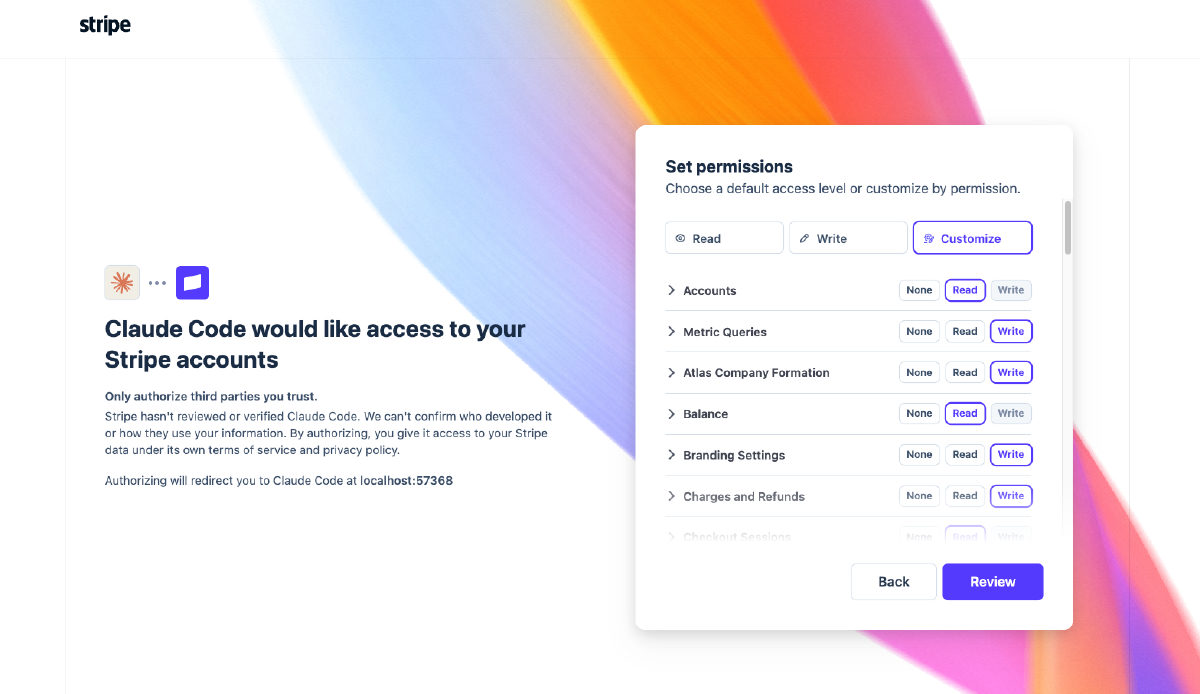 stripe
Claude Code would like access to your
Stripe accounts
Only authorize third parties you trust.
Stripe hasn't reviewed or verified Claude Code. We can't confirm who developed it
or how they use your information. By authorizing, you give it access to your Stripe
data under its own terms of service and privacy policy.
Authorizing will redirect you to Claude Code at localhost:57368
Set permissions
Choose a default access level or customize by permission.
Read Write Customize
Accounts None Read Write
Metric Queries None Read Write
Atlas Company Formation None Read Write
Balance None Read Write
Branding Settings None Read Write
Charges and Refunds None Read Write
Checkout Sessions None Read Write
Back Review